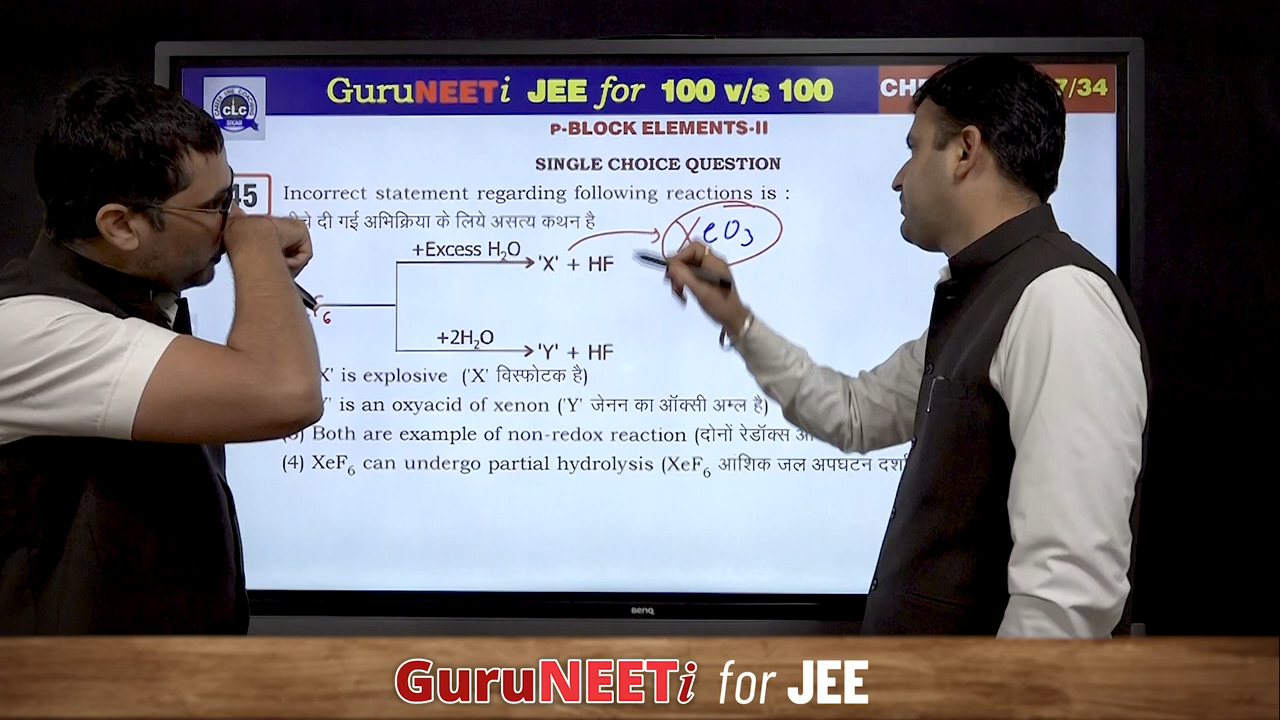 CLC
SIKAR
GuruNEETi JEE for 100 v/s 100
7/34
P-BLOCK ELEMENTS-II
SINGLE CHOICE QUESTION
45
Incorrect statement regarding following reactions is :
दी गई अभिक्रिया के लिये असत्य कथन है
XeO₃
+Excess H₂O
'X' + HF
6
+2H₂O
'Y' + HF
X' is explosive ('X' विस्फोटक है)
' is an oxyacid of xenon ('Y' जेनन का ऑक्सी अम्ल है)
(3) Both are example of non-redox reaction (दोनों रेडॉक्स
(4) XeF₆ can undergo partial hydrolysis (XeF₆ आंशिक जल अपघटन
BenQ
GuruNEETi for JEE